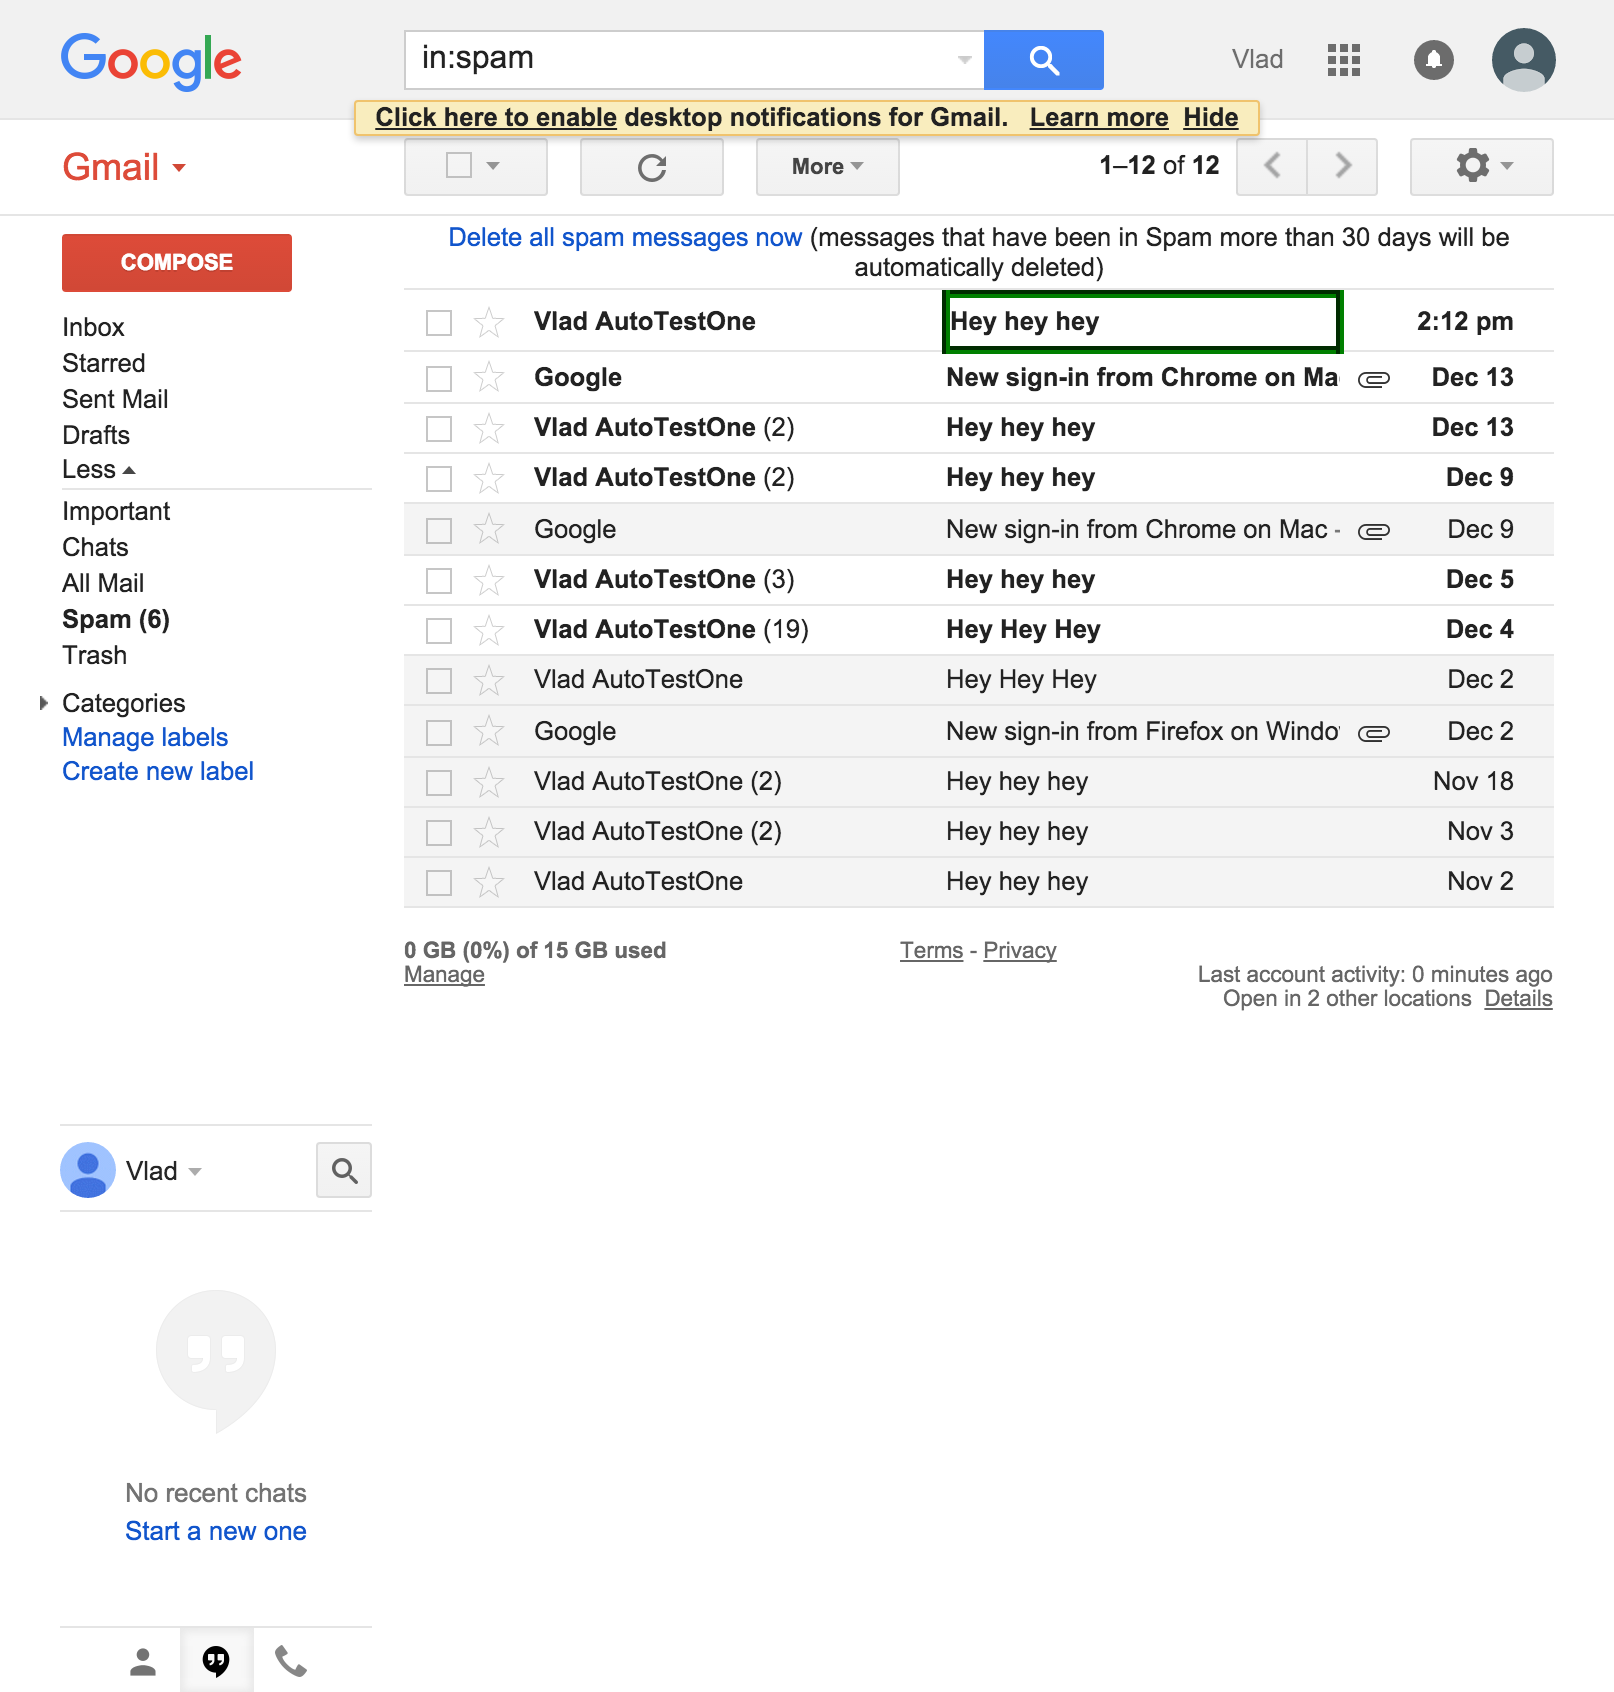 Google
in:spam
Vlad
Click here to enable desktop notifications for Gmail. Learn more Hide
Gmail
More
1–12 of 12
COMPOSE
Inbox
Starred
Sent Mail
Drafts
Less
Important
Chats
All Mail
Spam (6)
Trash
Categories
Manage labels
Create new label
Delete all spam messages now (messages that have been in Spam more than 30 days will be
automatically deleted)
Vlad AutoTestOne Hey hey hey 2:12 pm
Google New sign-in from Chrome on Ma Dec 13
Vlad AutoTestOne (2) Hey hey hey Dec 13
Vlad AutoTestOne (2) Hey hey hey Dec 9
Google New sign-in from Chrome on Mac - Dec 9
Vlad AutoTestOne (3) Hey hey hey Dec 5
Vlad AutoTestOne (19) Hey Hey Hey Dec 4
Vlad AutoTestOne Hey Hey Hey Dec 2
Google New sign-in from Firefox on Windo Dec 2
Vlad AutoTestOne (2) Hey hey hey Nov 18
Vlad AutoTestOne (2) Hey hey hey Nov 3
Vlad AutoTestOne Hey hey hey Nov 2
0 GB (0%) of 15 GB used
Manage
Terms - Privacy
Last account activity: 0 minutes ago
Open in 2 other locations Details
Vlad
No recent chats
Start a new one